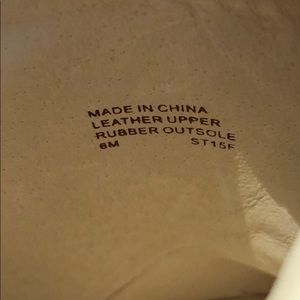 MADE IN CHINA
LEATHER UPPER
RUBBER OUTSOLE
6M ST15F